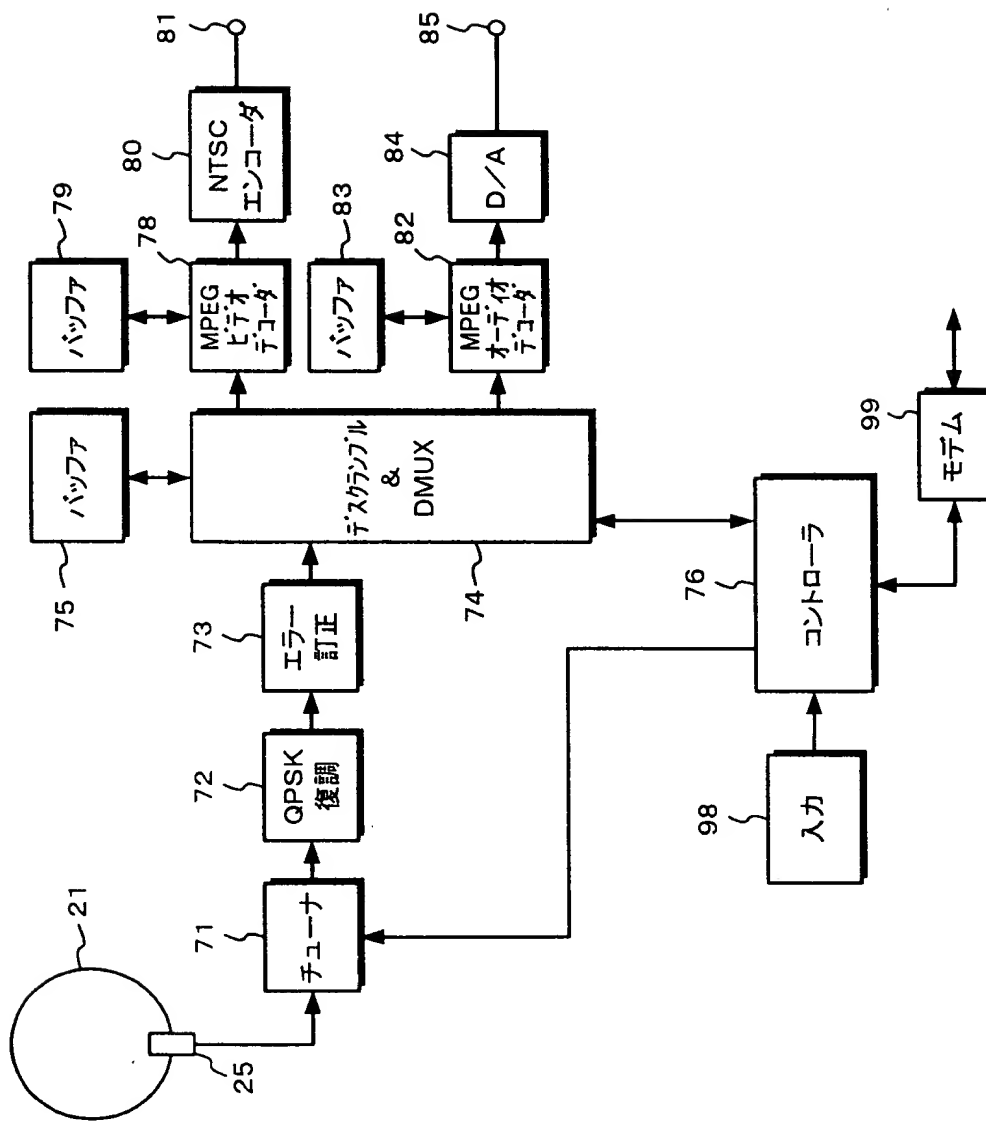 21
25
71
チューナ
72
QPSK
復調
73
エラー
訂正
75
バッファ
74
デスクランブル
&
DMUX
79
バッファ
78
MPEG
ビデオ
デコーダ
80
NTSC
エンコーダ
81
83
バッファ
82
MPEG
オーディオ
デコーダ
84
D/A
85
98
入力
76
コントローラ
99
モデム